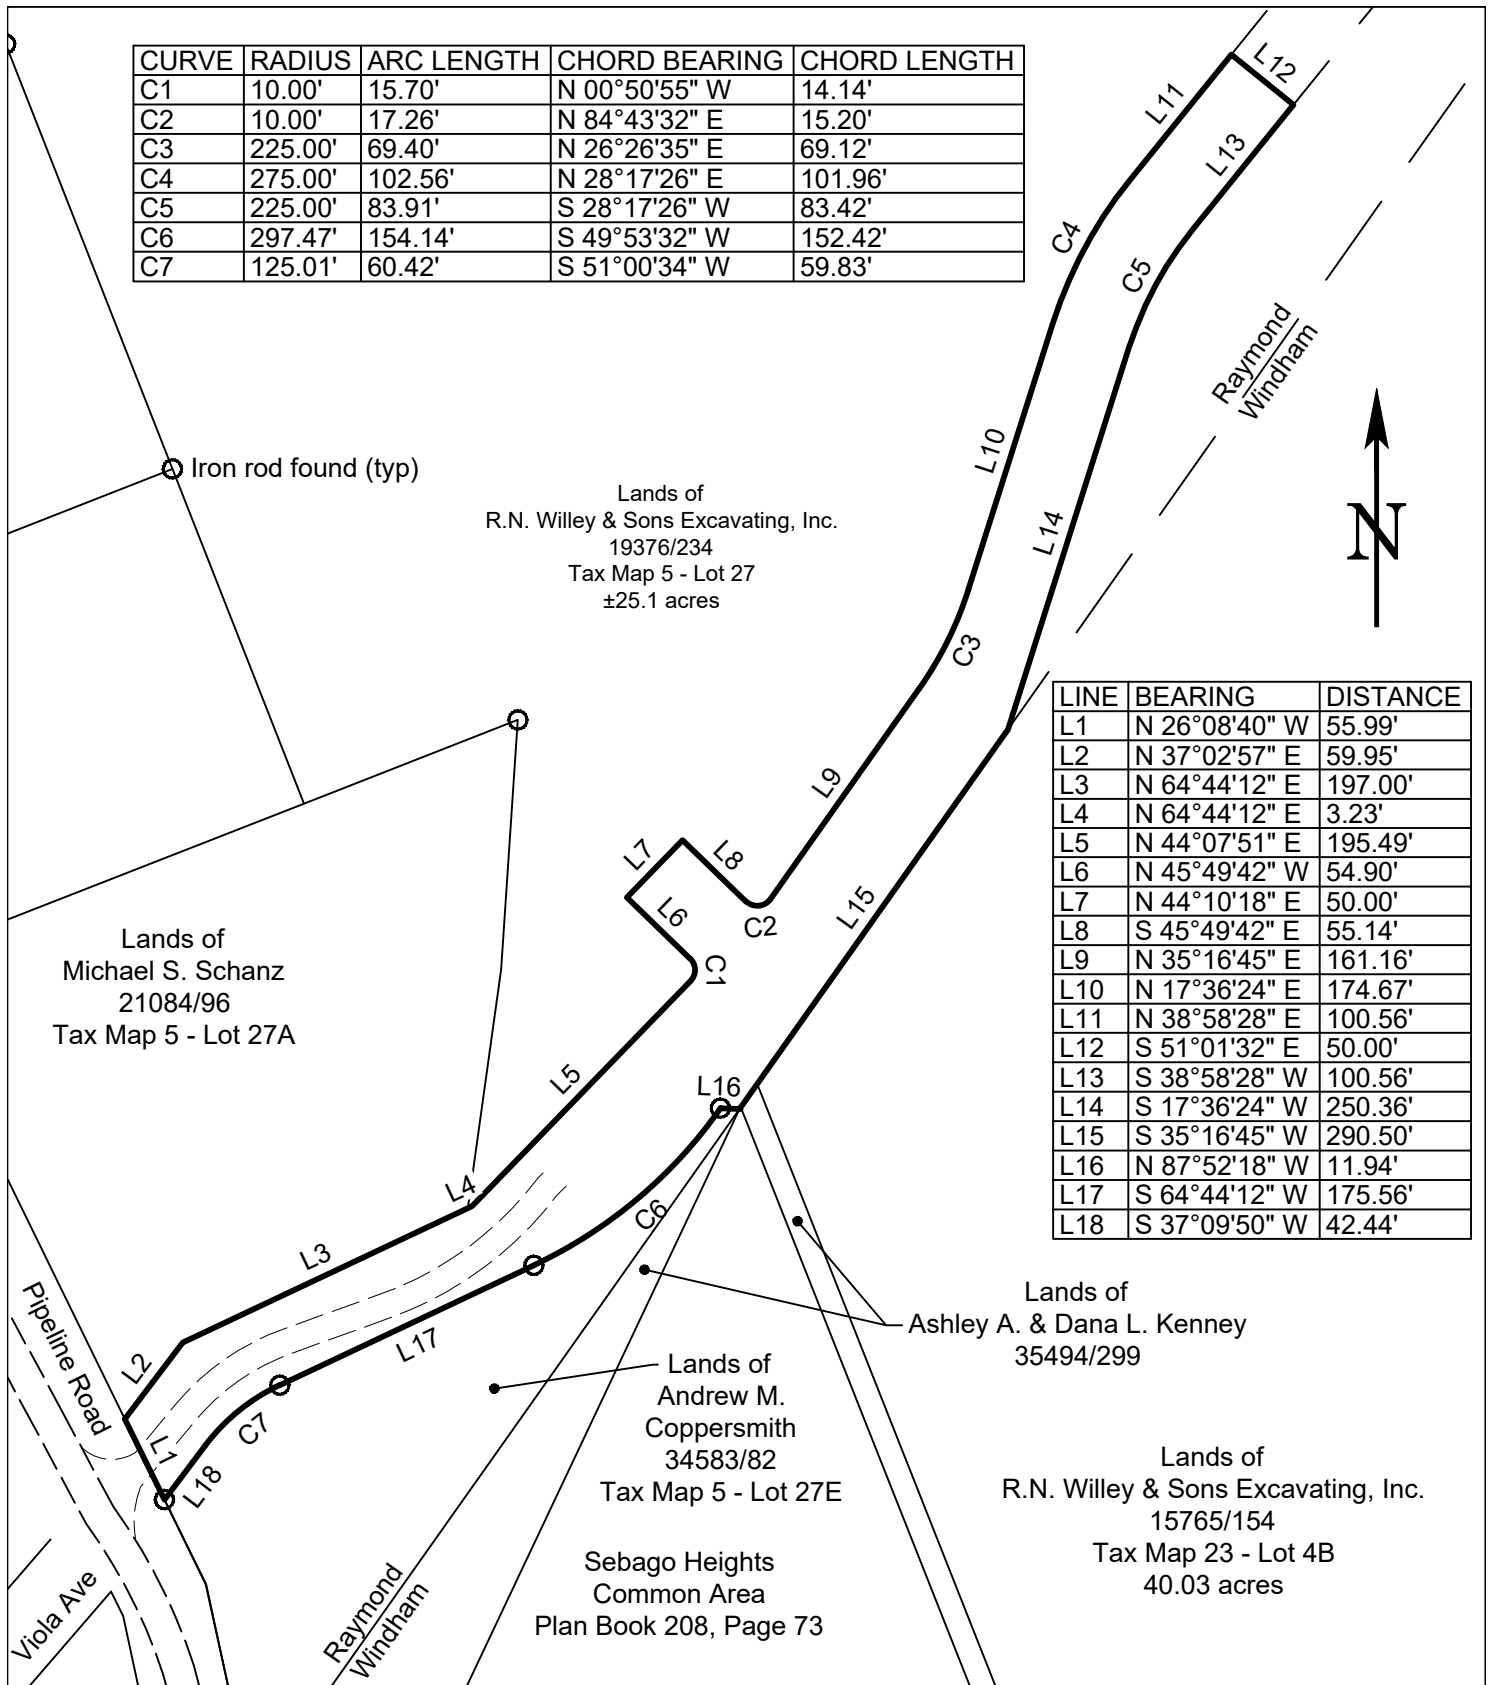 CURVE RADIUS ARC LENGTH CHORD BEARING CHORD LENGTH
C1 10.00' 15.70' N 00°50'55" W 14.14'
C2 10.00' 17.26' N 84°43'32" E 15.20'
C3 225.00' 69.40' N 26°26'35" E 69.12'
C4 275.00' 102.56' N 28°17'26" E 101.96'
C5 225.00' 83.91' S 28°17'26" W 83.42'
C6 297.47' 154.14' S 49°53'32" W 152.42'
C7 125.01' 60.42' S 51°00'34" W 59.83'
L12
L11
L13
C4
C5
Raymond
Windham
L10
Iron rod found (typ)
Lands of
R.N. Willey & Sons Excavating, Inc.
19376/234
Tax Map 5 - Lot 27
±25.1 acres
L14
N
C3
LINE BEARING DISTANCE
L1 N 26°08'40" W 55.99'
L2 N 37°02'57" E 59.95'
L3 N 64°44'12" E 197.00'
L4 N 64°44'12" E 3.23'
L5 N 44°07'51" E 195.49'
L6 N 45°49'42" W 54.90'
L7 N 44°10'18" E 50.00'
L8 S 45°49'42" E 55.14'
L9 N 35°16'45" E 161.16'
L10 N 17°36'24" E 174.67'
L11 N 38°58'28" E 100.56'
L12 S 51°01'32" E 50.00'
L13 S 38°58'28" W 100.56'
L14 S 17°36'24" W 250.36'
L15 S 35°16'45" W 290.50'
L16 N 87°52'18" W 11.94'
L17 S 64°44'12" W 175.56'
L18 S 37°09'50" W 42.44'
L9
L7
L8
L6
C2
L15
C1
Lands of
Michael S. Schanz
21084/96
Tax Map 5 - Lot 27A
L5
L16
L4
C6
L3
Pipeline Road
L2
L17
L1
C7
L18
Lands of
Ashley A. & Dana L. Kenney
35494/299
Lands of
Andrew M.
Coppersmith
34583/82
Tax Map 5 - Lot 27E
Lands of
R.N. Willey & Sons Excavating, Inc.
15765/154
Tax Map 23 - Lot 4B
40.03 acres
Sebago Heights
Common Area
Plan Book 208, Page 73
Viola Ave
Raymond
Windham